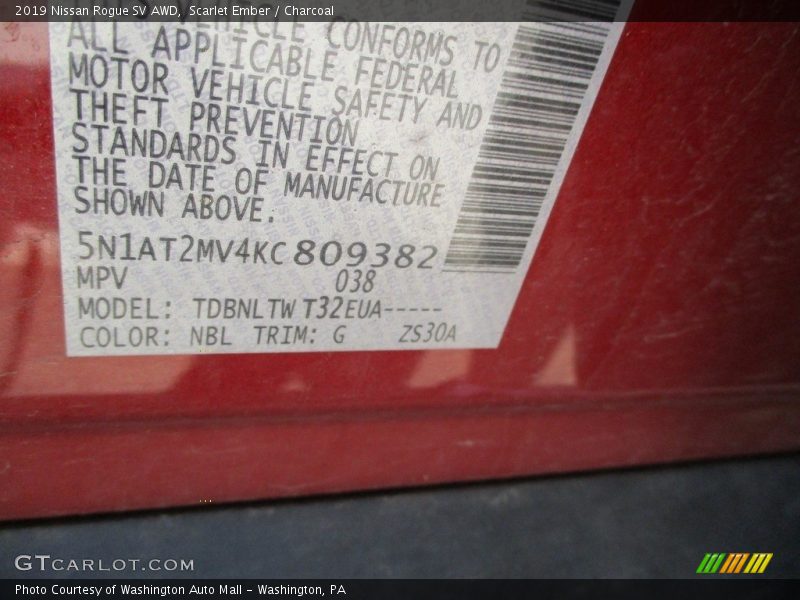 2019 Nissan Rogue SV AWD, Scarlet Ember / Charcoal
VEHICLE CONFORMS TO
ALL APPLICABLE FEDERAL
MOTOR VEHICLE SAFETY AND
THEFT PREVENTION
STANDARDS IN EFFECT ON
THE DATE OF MANUFACTURE
SHOWN ABOVE.
5N1AT2MV4KC809382
MPV 038
MODEL: TDBNLTW T32EUA-----
COLOR: NBL TRIM: G ZS30A
GTCARLOT.COM
Photo Courtesy of Washington Auto Mall - Washington, PA